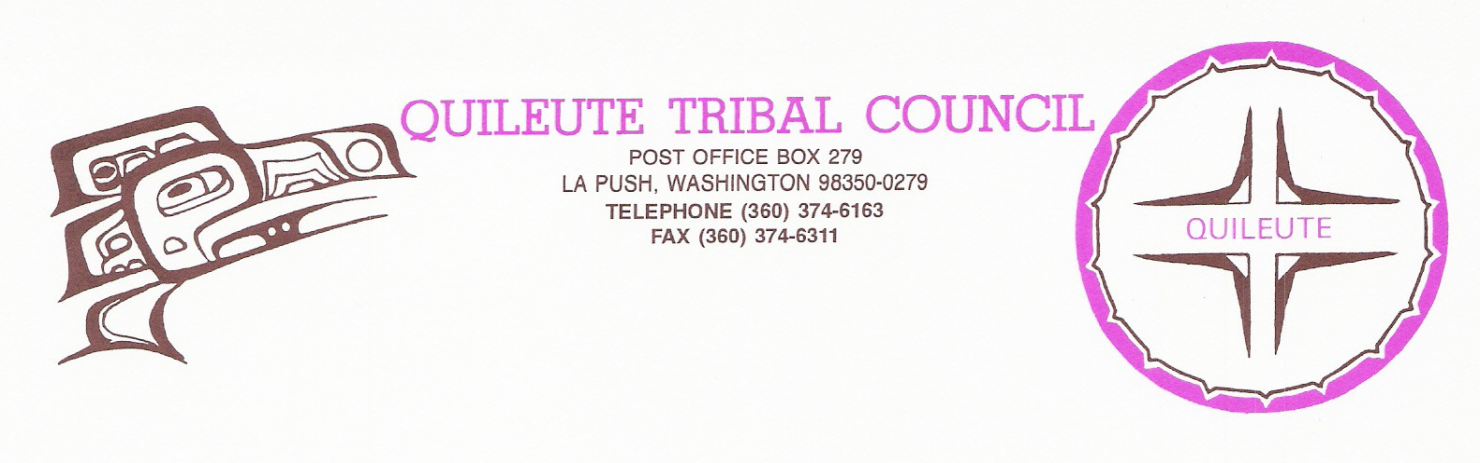 QUILEUTE TRIBAL COUNCIL
POST OFFICE BOX 279
LA PUSH, WASHINGTON 98350-0279
TELEPHONE (360) 374-6163
FAX (360) 374-6311
QUILEUTE